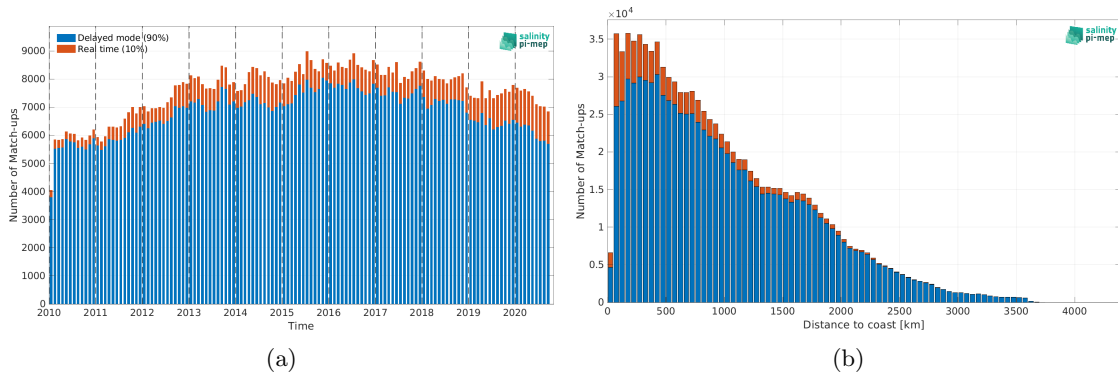 Delayed mode (90%)
Real time (10%)
salinity
pi-mep
9000
8000
7000
6000
5000
4000
3000
2000
1000
0
Number of Match-ups
2010 2011 2012 2013 2014 2015 2016 2017 2018 2019 2020
Time
(a)
×10⁴
salinity
pi-mep
3.5
3
2.5
2
1.5
1
0.5
0
Number of Match-ups
0 500 1000 1500 2000 2500 3000 3500 4000
Distance to coast [km]
(b)